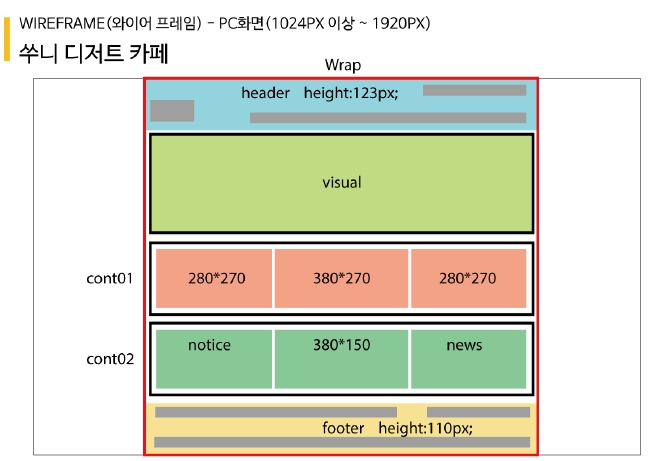 WIREFRAME(와이어 프레임) - PC화면(1024PX 이상 ~ 1920PX)
쑤니 디저트 카페
Wrap
header height:123px;
visual
cont01
280*270
380*270
280*270
cont02
notice
380*150
news
footer height:110px;